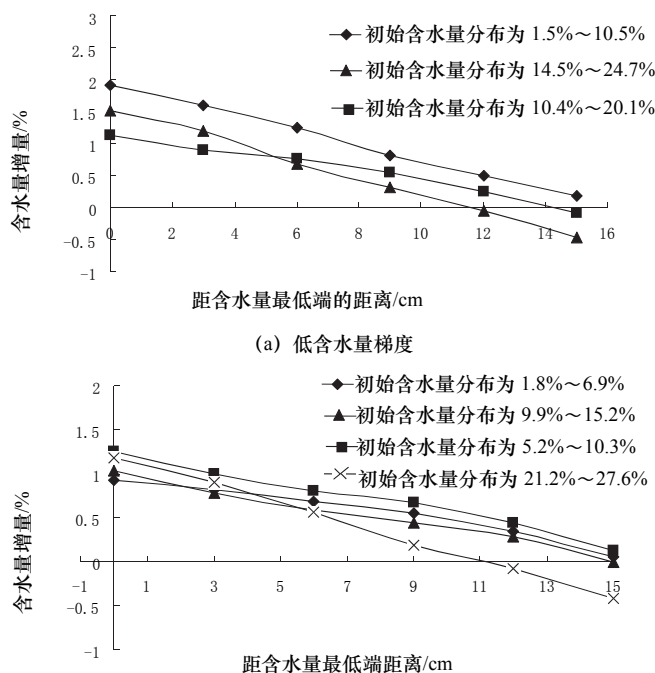 3
2.5
2
1.5
1
0.5
0
-0.5
-1
0 2 4 6 8 10 12 14 16
初始含水量分布为 1.5%～10.5%
初始含水量分布为 14.5%～24.7%
初始含水量分布为 10.4%～20.1%
含水量增量/%
距含水量最低端的距离/cm
(a) 低含水量梯度
2
1.5
1
0.5
0
-0.5
-1
-1 1 3 5 7 9 11 13 15
初始含水量分布为 1.8%～6.9%
初始含水量分布为 9.9%～15.2%
初始含水量分布为 5.2%～10.3%
初始含水量分布为 21.2%～27.6%
含水量增量/%
距含水量最低端距离/cm